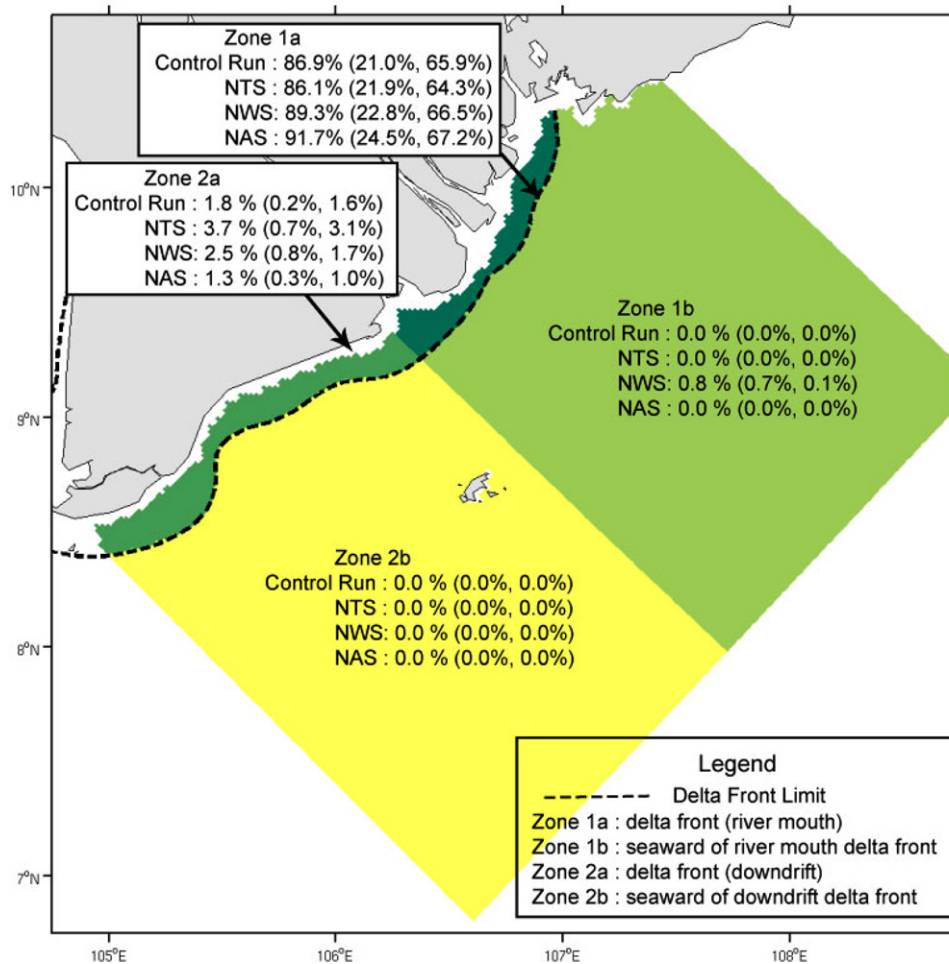 Zone 1a
Control Run : 86.9% (21.0%, 65.9%)
NTS : 86.1% (21.9%, 64.3%)
NWS: 89.3% (22.8%, 66.5%)
NAS : 91.7% (24.5%, 67.2%)
Zone 2a
Control Run : 1.8 % (0.2%, 1.6%)
NTS : 3.7 % (0.7%, 3.1%)
NWS: 2.5 % (0.8%, 1.7%)
NAS : 1.3 % (0.3%, 1.0%)
Zone 1b
Control Run : 0.0 % (0.0%, 0.0%)
NTS : 0.0 % (0.0%, 0.0%)
NWS: 0.8 % (0.7%, 0.1%)
NAS : 0.0 % (0.0%, 0.0%)
Zone 2b
Control Run : 0.0 % (0.0%, 0.0%)
NTS : 0.0 % (0.0%, 0.0%)
NWS: 0.0 % (0.0%, 0.0%)
NAS : 0.0 % (0.0%, 0.0%)
Legend
Delta Front Limit
Zone 1a : delta front (river mouth)
Zone 1b : seaward of river mouth delta front
Zone 2a : delta front (downdrift)
Zone 2b : seaward of downdrift delta front
10°N
9°N
8°N
7°N
105°E
106°E
107°E
108°E